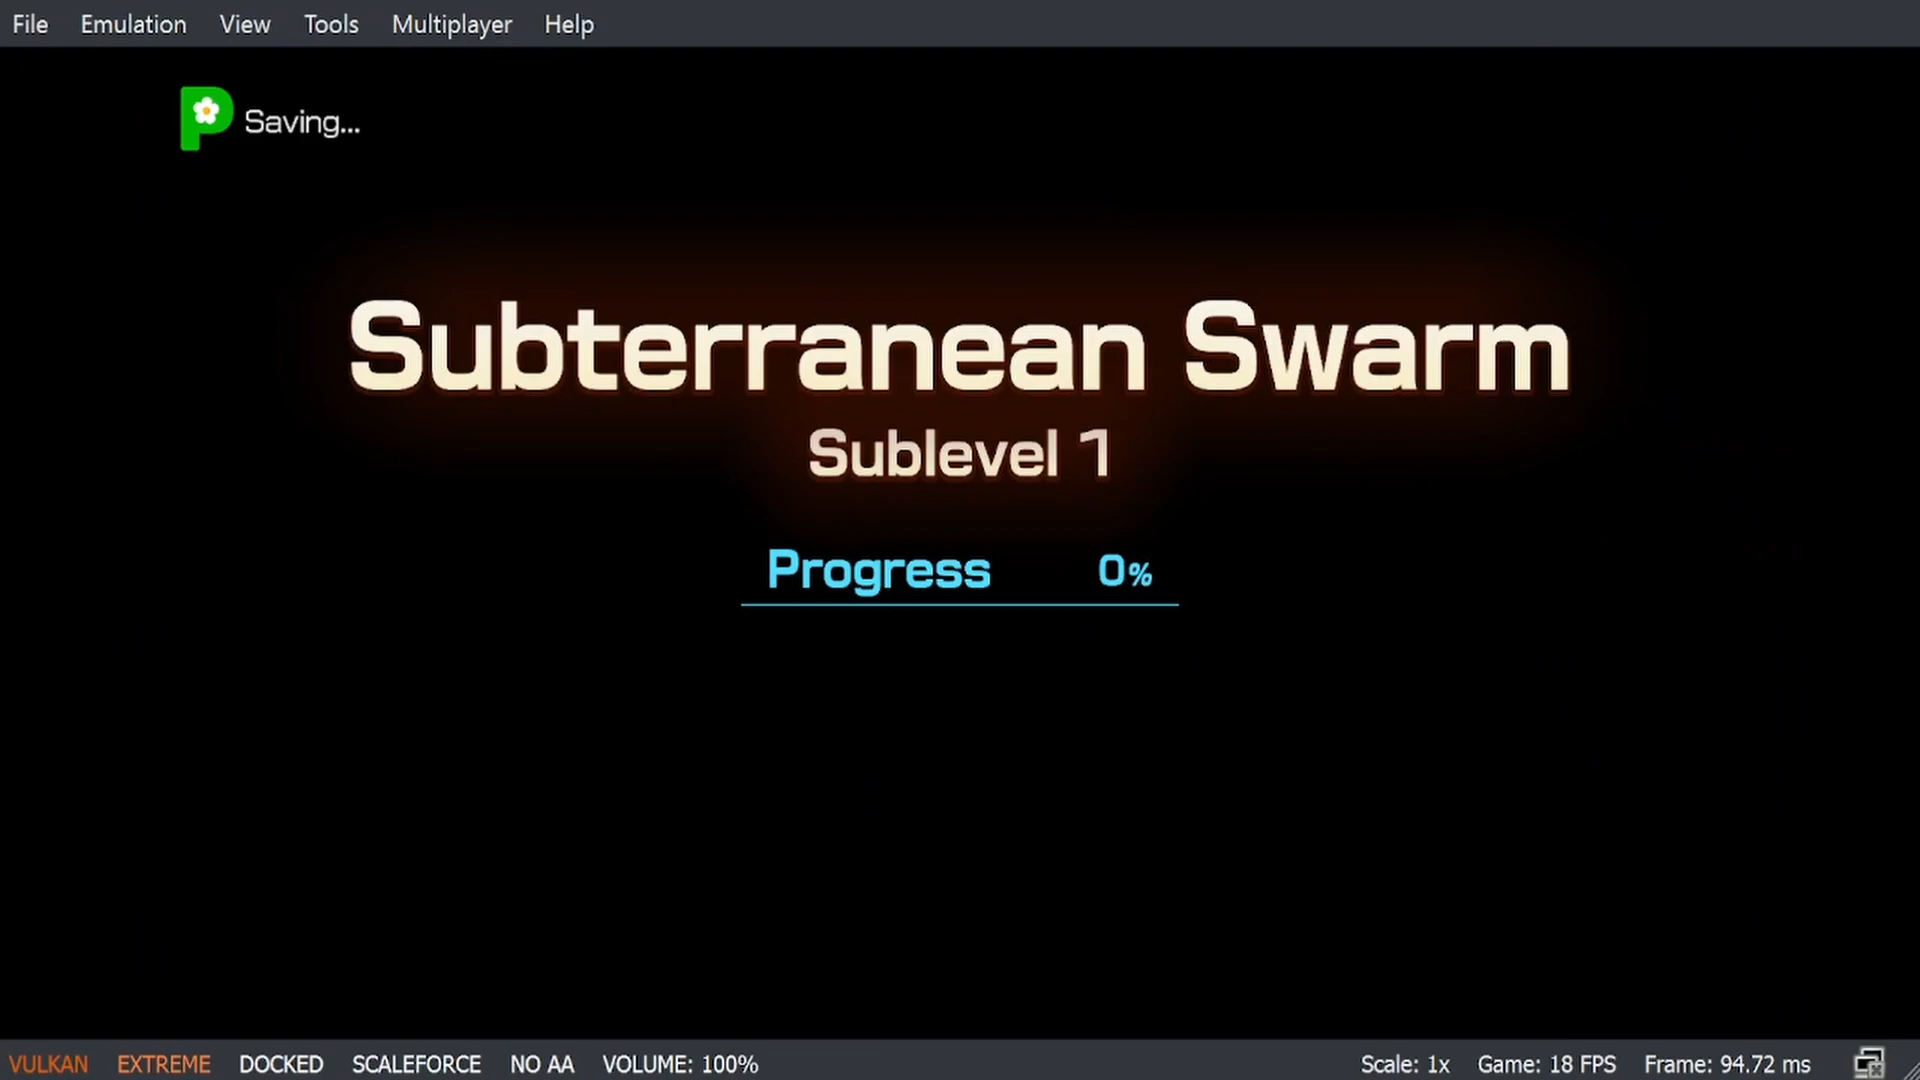 File Emulation View Tools Multiplayer Help
P Saving...
Subterranean Swarm
Sublevel 1
Progress 0%
VULKAN EXTREME DOCKED SCALEFORCE NO AA VOLUME: 100% Scale: 1x Game: 18 FPS Frame: 94.72 ms